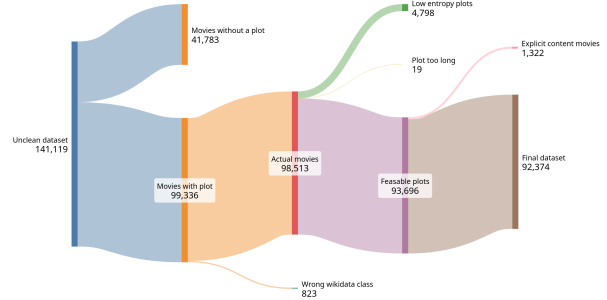 Low entropy plots
4,798
Movies without a plot
41,783
Explicit content movies
1,322
Plot too long
19
Unclean dataset
141,119
Actual movies
98,513
Final dataset
92,374
Movies with plot
99,336
Feasable plots
93,696
Wrong wikidata class
823